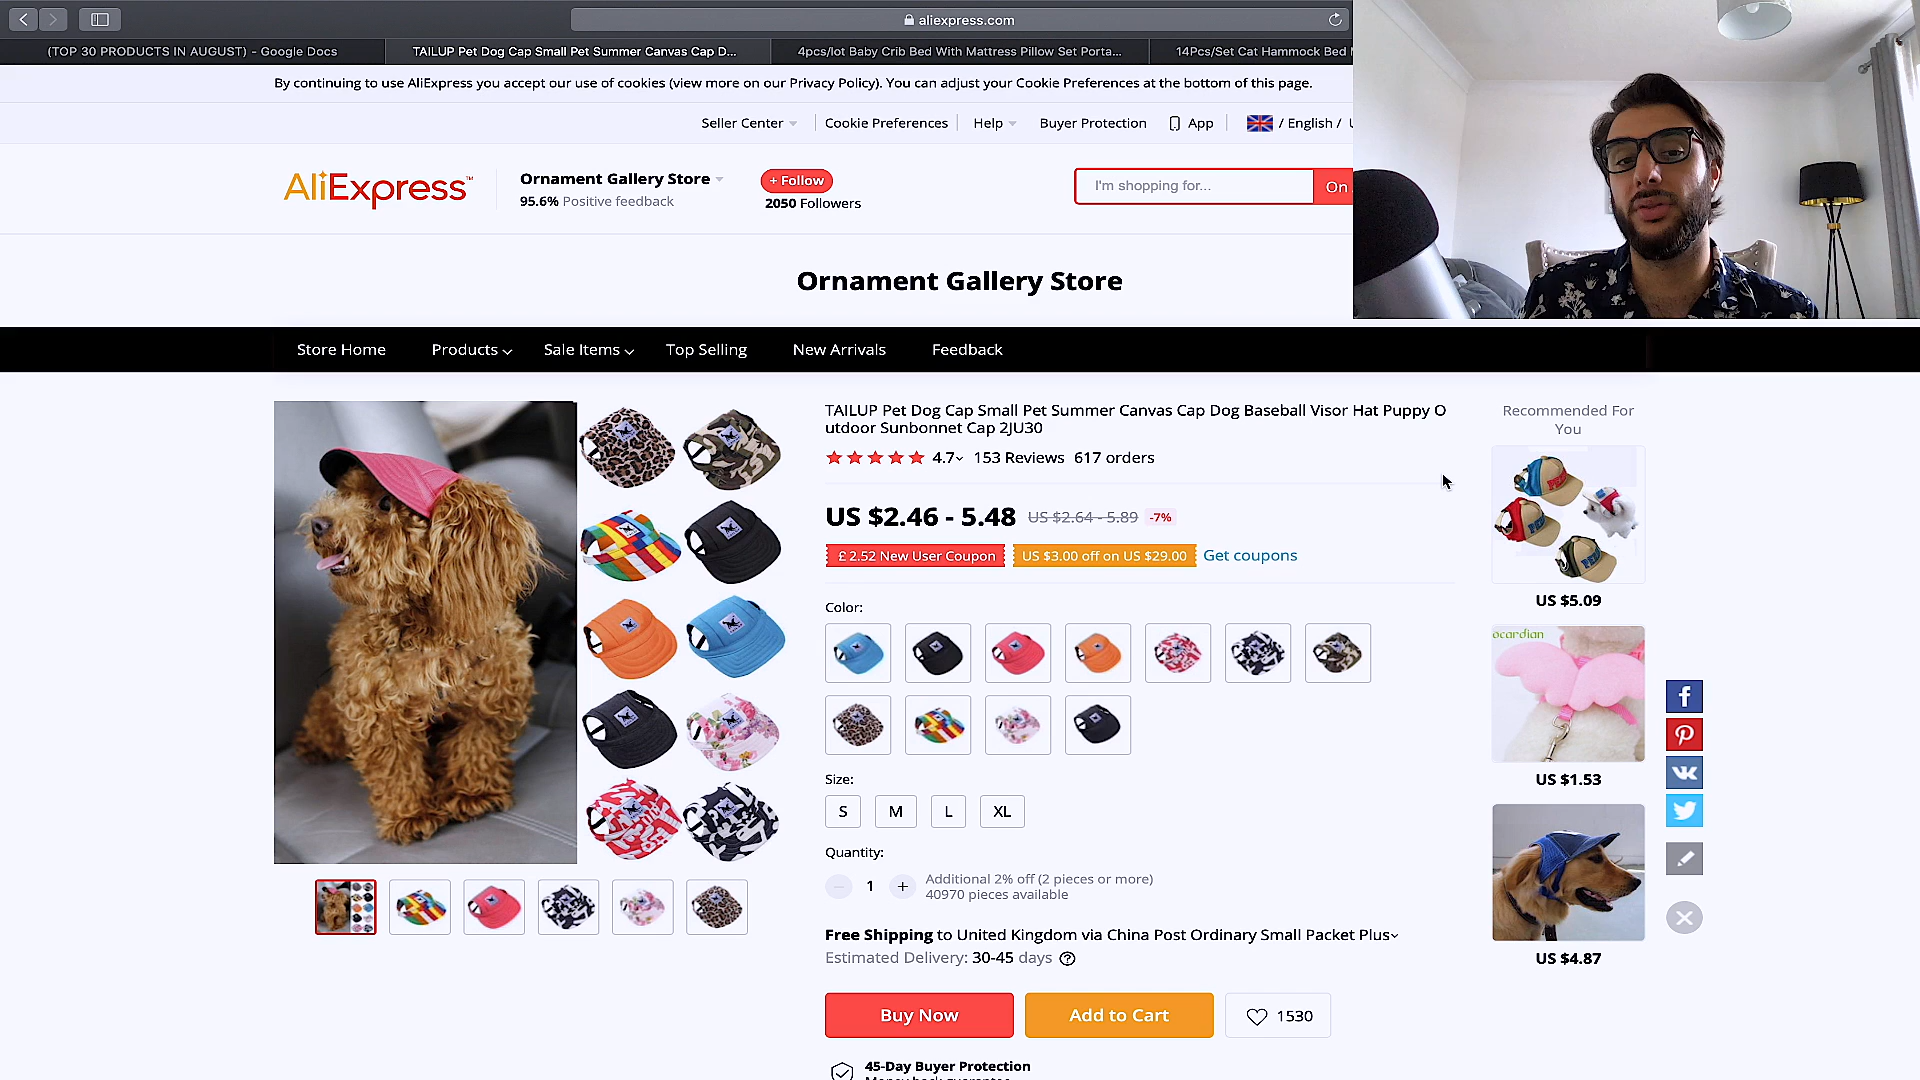 aliexpress.com
(TOP 30 PRODUCTS IN AUGUST) - Google Docs
TAILUP Pet Dog Cap Small Pet Summer Canvas Cap D...
4pcs/lot Baby Crib Bed With Mattress Pillow Set Porta...
14Pcs/Set Cat Hammock Bed
By continuing to use AliExpress you accept our use of cookies (view more on our Privacy Policy). You can adjust your Cookie Preferences at the bottom of this page.
Seller Center
Cookie Preferences
Help
Buyer Protection
App
/ English /
AliExpress™
Ornament Gallery Store
95.6% Positive feedback
+ Follow
2050 Followers
I'm shopping for...
On
Ornament Gallery Store
Store Home
Products
Sale Items
Top Selling
New Arrivals
Feedback
TAILUP Pet Dog Cap Small Pet Summer Canvas Cap Dog Baseball Visor Hat Puppy O
utdoor Sunbonnet Cap 2JU30
4.7
153 Reviews
617 orders
US $2.46 - 5.48
US $2.64 - 5.89
-7%
£ 2.52 New User Coupon
US $3.00 off on US $29.00
Get coupons
Color:
Size:
S
M
L
XL
Quantity:
1
+
Additional 2% off (2 pieces or more)
40970 pieces available
Free Shipping to United Kingdom via China Post Ordinary Small Packet Plus
Estimated Delivery: 30-45 days
Buy Now
Add to Cart
1530
45-Day Buyer Protection
Recommended For
You
US $5.09
ocardian
US $1.53
US $4.87